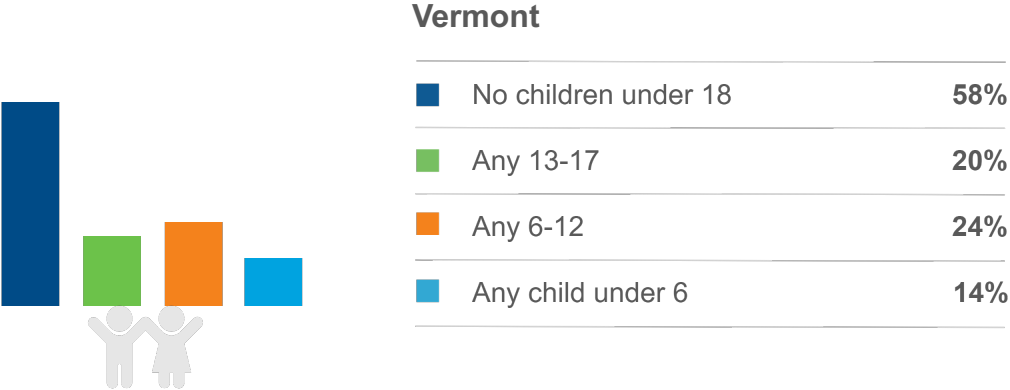 Vermont
No children under 18 58%
Any 13-17 20%
Any 6-12 24%
Any child under 6 14%